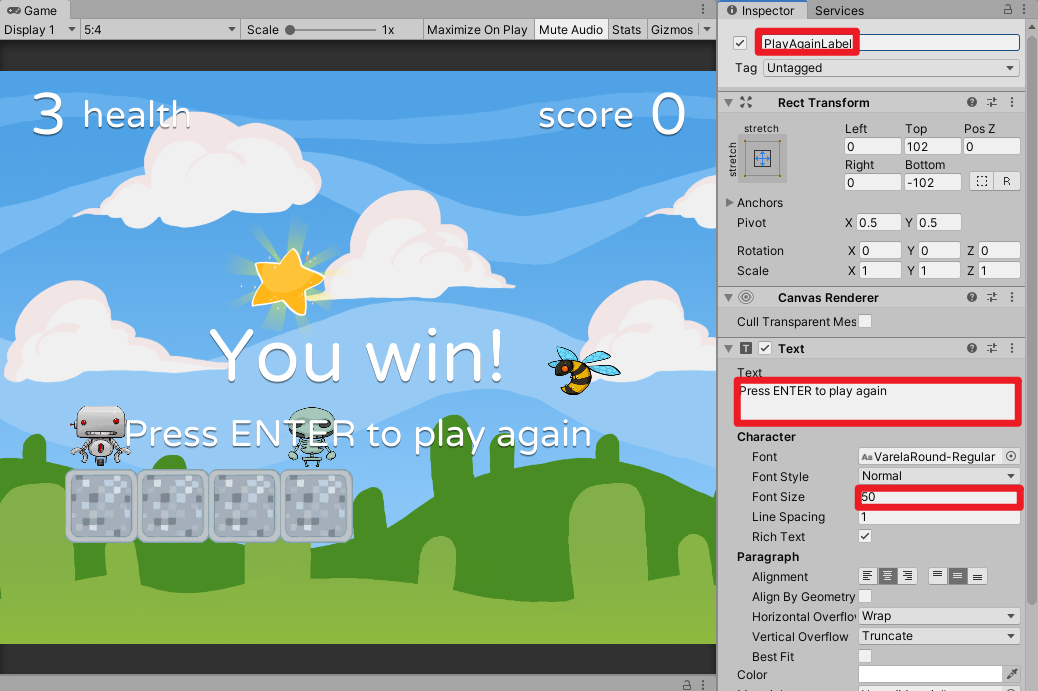 Game
Display 1 5:4 Scale 1x Maximize On Play Mute Audio Stats Gizmos
3 health score 0
You win!
Press ENTER to play again
Inspector Services
PlayAgainLabel
Tag Untagged
Rect Transform
stretch
stretch
Left Top Pos Z
0 102 0
Right Bottom
0 -102 R
Anchors
Pivot X 0.5 Y 0.5
Rotation X 0 Y 0 Z 0
Scale X 1 Y 1 Z 1
Canvas Renderer
Cull Transparent Mes
T Text
Text
Press ENTER to play again
Character
Font Aa VarelaRound-Regular
Font Style Normal
Font Size 50
Line Spacing 1
Rich Text
Paragraph
Alignment
Align By Geometry
Horizontal Overflo Wrap
Vertical Overflow Truncate
Best Fit
Color